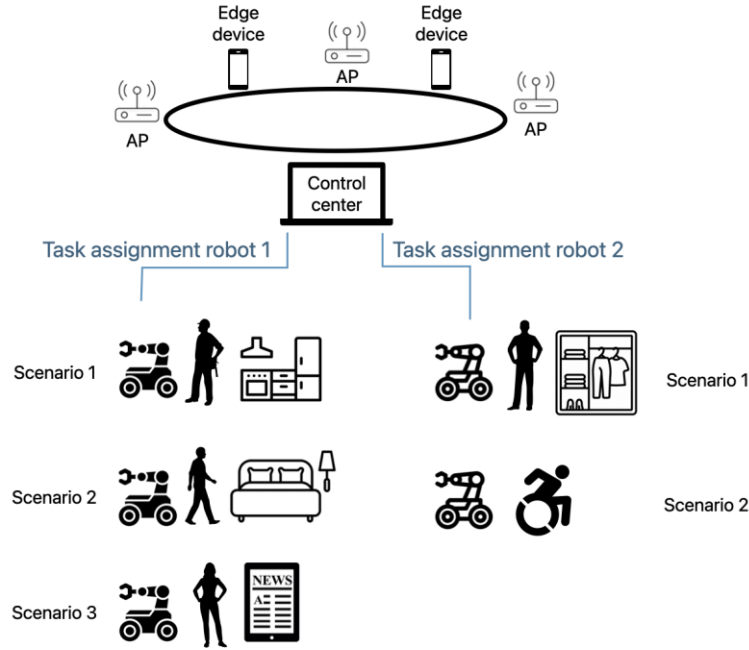 Edge
device
Edge
device
AP
AP
AP
Control
center
Task assignment robot 1
Task assignment robot 2
Scenario 1
Scenario 1
Scenario 2
Scenario 2
Scenario 3
NEWS
A